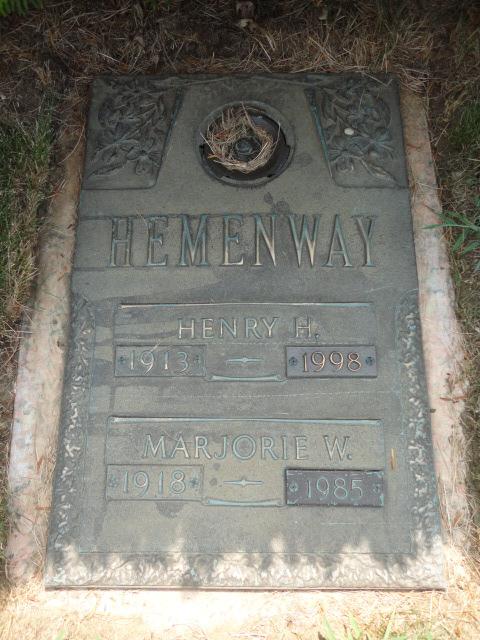 HEMENWAY
HENRY H.
1913 – 1998
MARJORIE W.
1918 – 1985